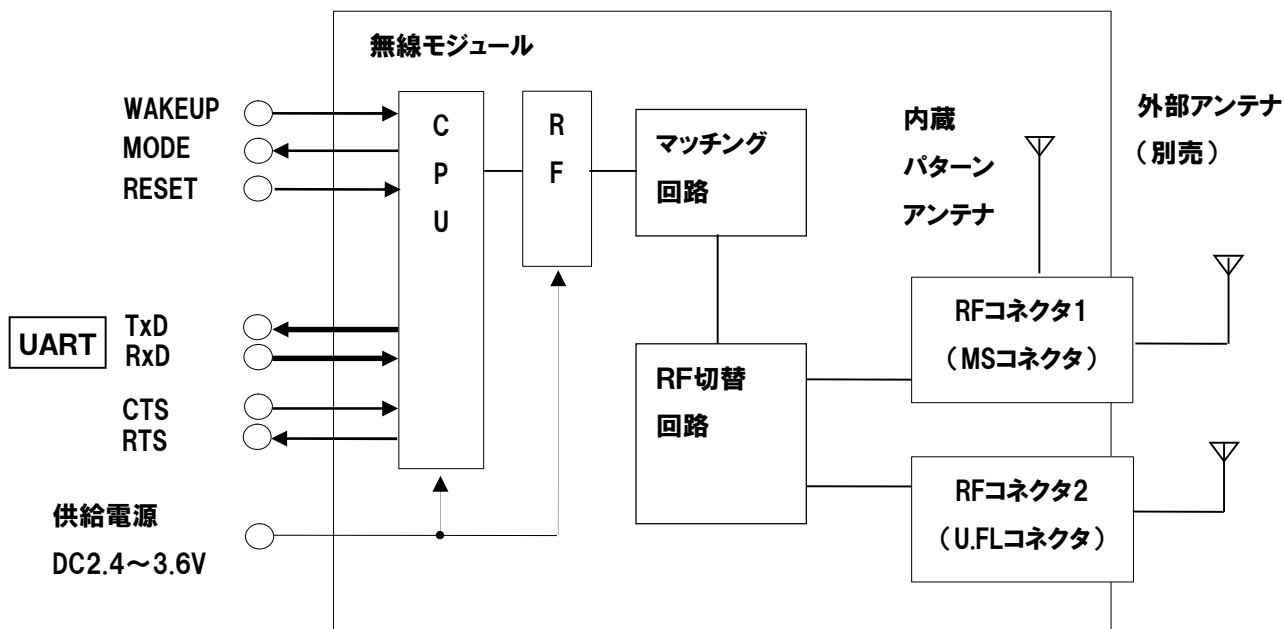 無線モジュール
WAKEUP
MODE
RESET
C
P
U
R
F
マッチング
回路
内蔵
パターン
アンテナ
外部アンテナ
（別売）
UART
TxD
RxD
CTS
RTS
RF切替
回路
RFコネクタ1
（MSコネクタ）
RFコネクタ2
（U.FLコネクタ）
供給電源
DC2.4～3.6V